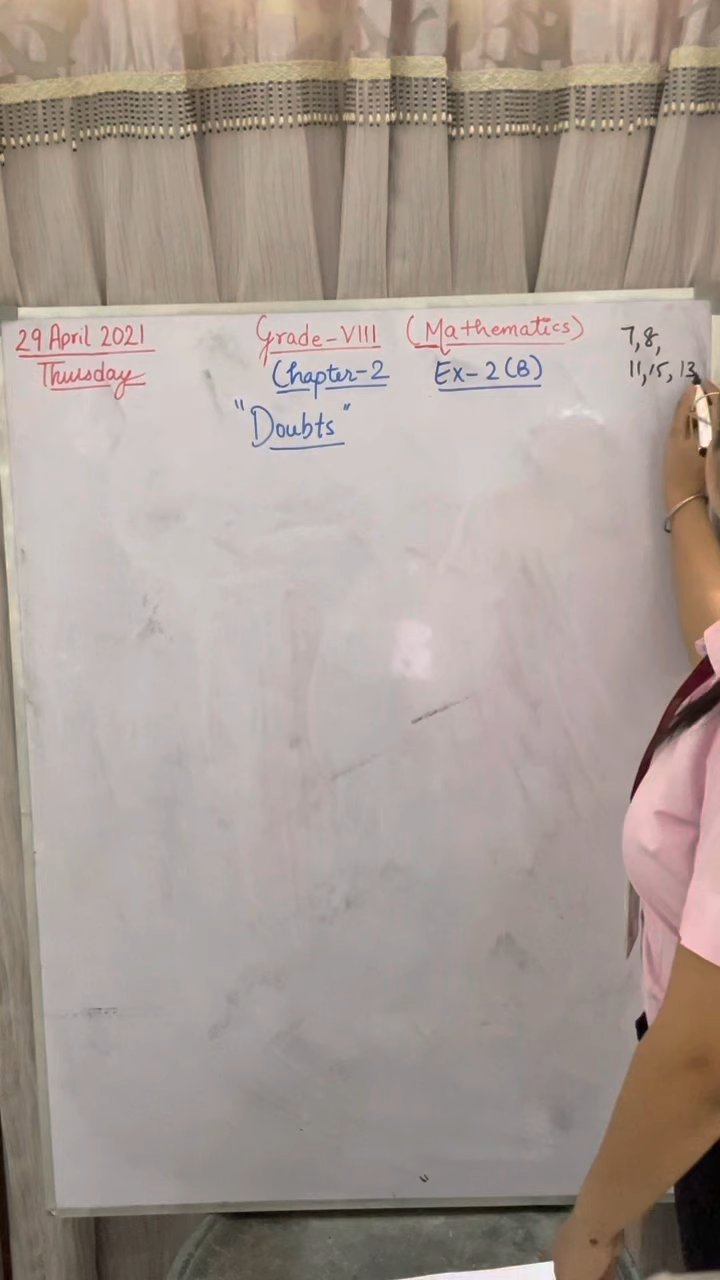 29 April 2021 Grade-VIII (Mathematics) 7,8,
Thursday Chapter-2 Ex-2(B) 11,15,13
"Doubts"